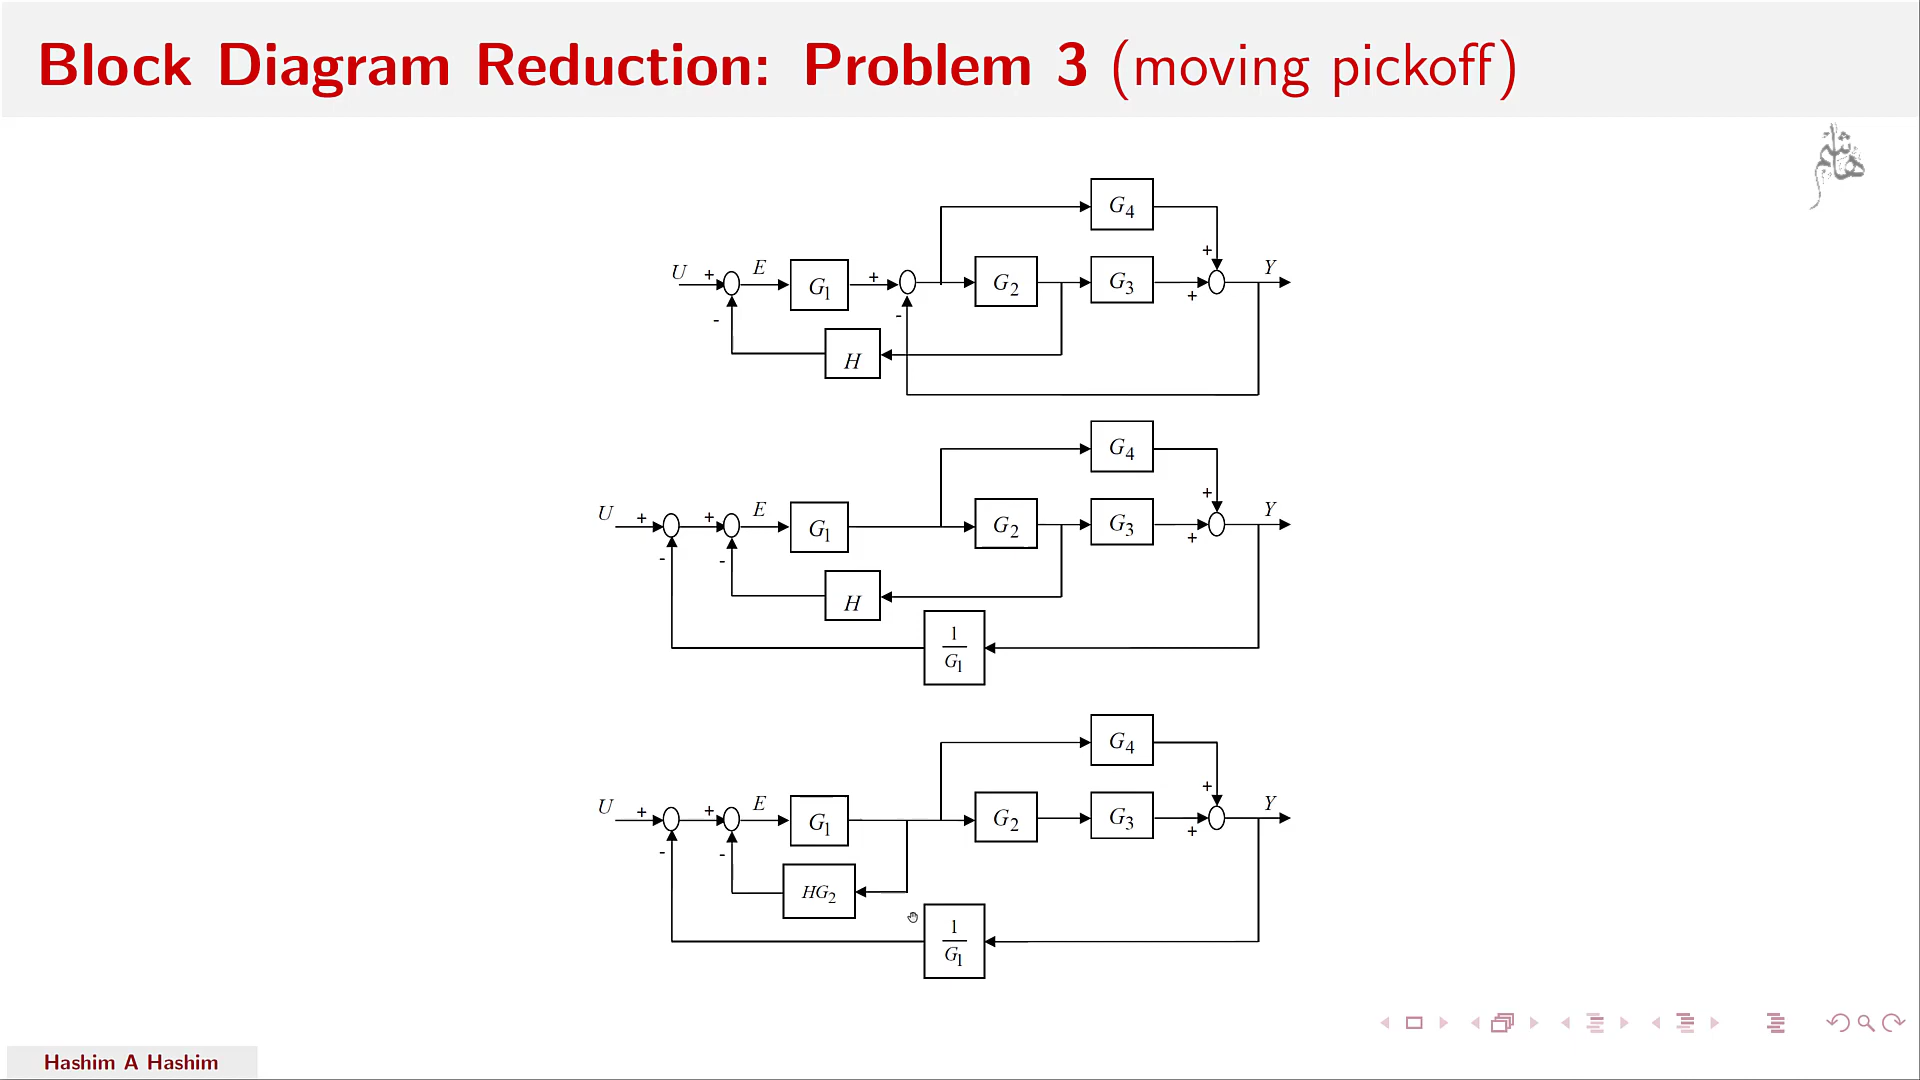 Block Diagram Reduction: Problem 3 (moving pickoff)
هاشم
G4
U + E G1 + G2 G3 + + Y
- H -
G4
U + + E G1 G2 G3 + + Y
- - H
1
G1
G4
U + + E G1 G2 G3 + + Y
- - HG2
1
G1
Hashim A Hashim